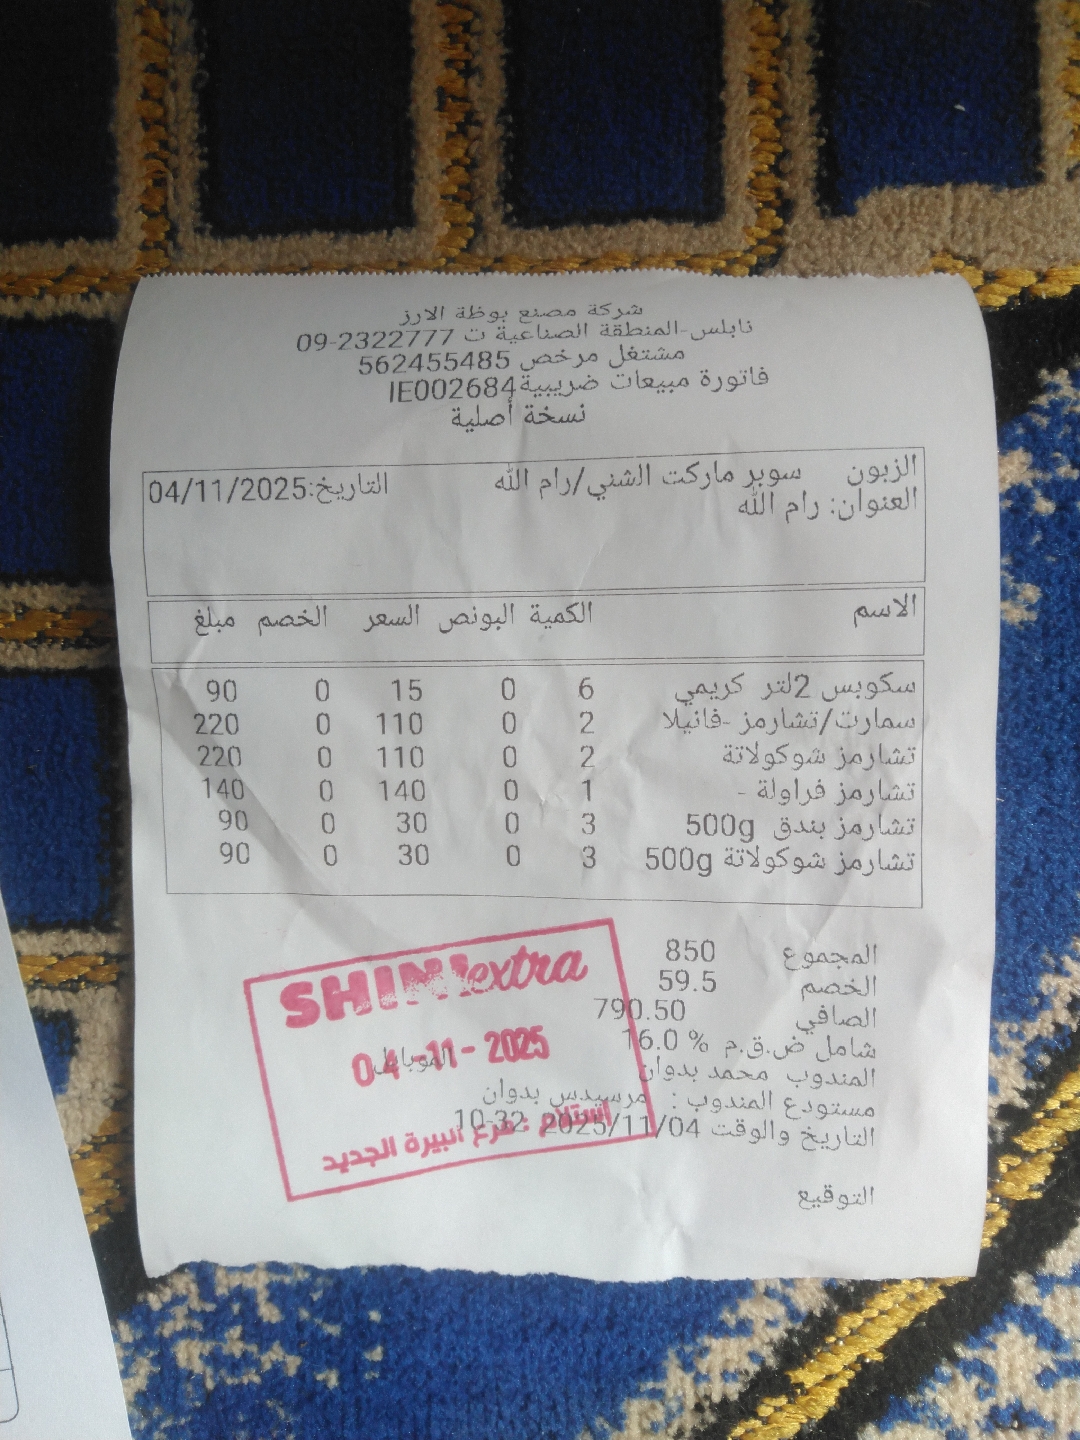 شركة مصنع بوظة الارز
نابلس-المنطقة الصناعية ت 09-2322777
مشتغل مرخص 562455485
فاتورة مبيعات ضريبية IE002684
نسخة أصلية
الزبون سوبر ماركت الشني/رام الله التاريخ:04/11/2025
العنوان: رام الله
الاسم الكمية البونص السعر الخصم مبلغ
سكوبس 2لتر كريمي 6 0 15 0 90
سمارت/تشارمز -فانيلا 2 0 110 0 220
تشارمز شوكولاتة 2 0 110 0 220
تشارمز فراولة - 1 0 140 0 140
تشارمز بندق 500g 3 0 30 0 90
تشارمز شوكولاتة 500g 3 0 30 0 90
المجموع 850
الخصم 59.5
الصافي 790.50
شامل ض.ق.م % 16.0
المندوب محمد بدوان الموبايل
مستودع المندوب : مرسيدس بدوان
التاريخ والوقت 2025/11/04 10:32
التوقيع
SHINI extra
04-11-2025
إستلام : فرع البيرة الجديد